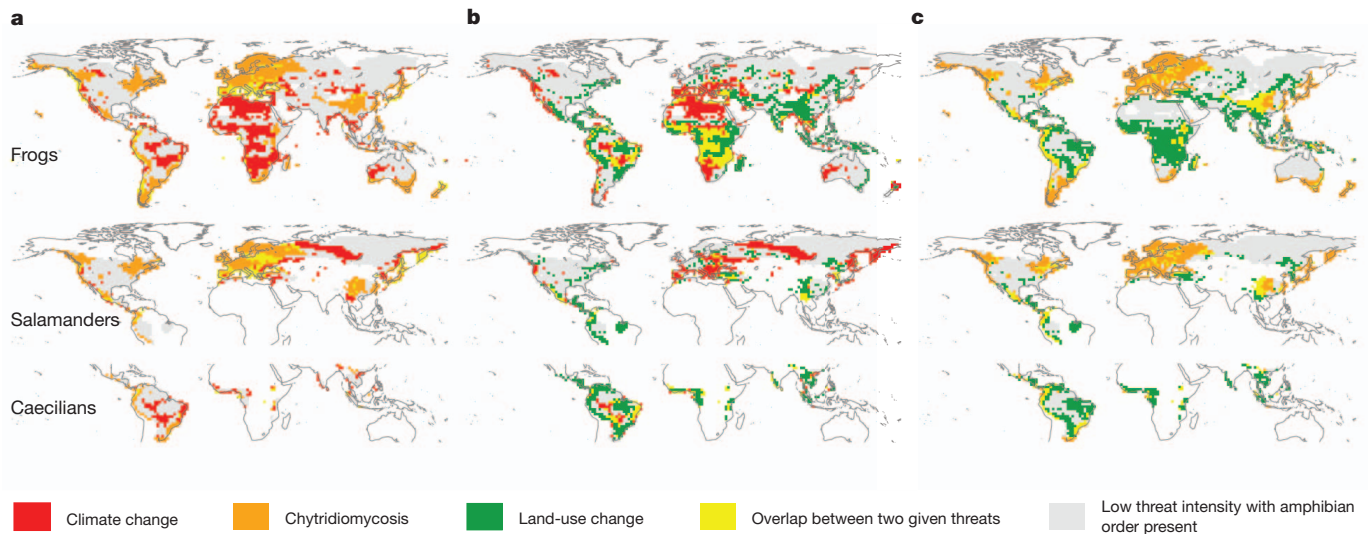 a
b
c
Frogs
Salamanders
Caecilians
Climate change
Chytridiomycosis
Land-use change
Overlap between two given threats
Low threat intensity with amphibian
order present